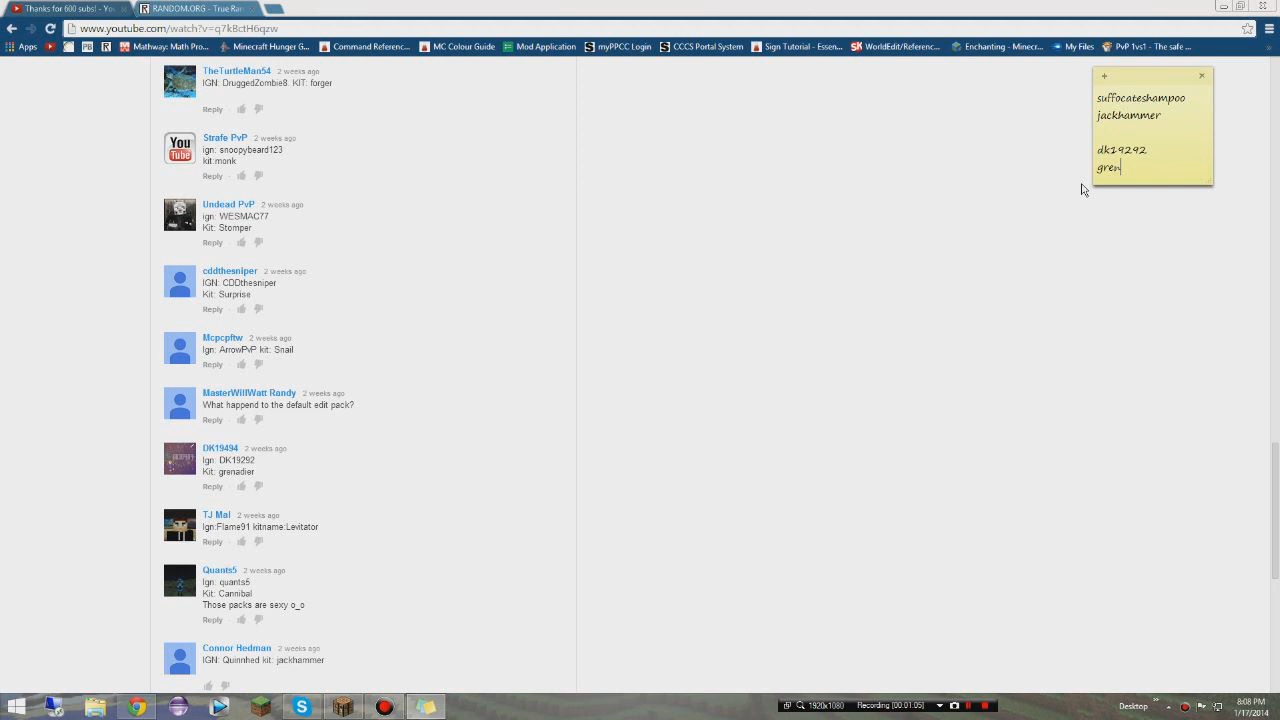 Thanks for 600 subs! - Yo
RANDOM.ORG - True Ran
www.youtube.com/watch?v=q7kBctH6qzw
Apps
PB
R
Mathway: Math Pro...
Minecraft Hunger G...
Command Referenc...
MC Colour Guide
Mod Application
myPPCC Login
CCCS Portal System
Sign Tutorial - Essen...
WorldEdit/Referenc...
Enchanting - Minecr...
My Files
PvP 1vs1 - The safe ...
TheTurtleMan54 2 weeks ago
IGN: DruggedZombie8. KIT: forger
Reply
Strafe PvP 2 weeks ago
ign: snoopybeard123
kit:monk
Reply
You
Tube
Undead PvP 2 weeks ago
ign: WESMAC77
Kit: Stomper
Reply
cddthesniper 2 weeks ago
IGN: CDDthesniper
Kit: Surprise
Reply
Mcpcpftw 2 weeks ago
Ign: ArrowPvP kit: Snail
Reply
MasterWillWatt Randy 2 weeks ago
What happend to the default edit pack?
Reply
DK19494 2 weeks ago
Ign: DK19292
Kit: grenadier
Reply
TJ Mal 2 weeks ago
Ign:Flame91 kitname:Levitator
Reply
Quants5 2 weeks ago
Ign: quants5
Kit: Cannibal
Those packs are sexy o_o
Reply
Connor Hedman 2 weeks ago
IGN: Quinnhed kit: jackhammer
suffocateshampoo
jackhammer
dk19292
gren
1920x1080
Recording [00:01:05]
Desktop
8:08 PM
1/17/2014